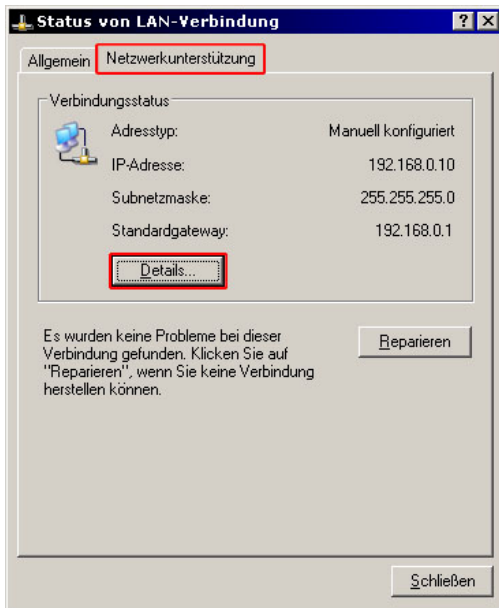 Status von LAN-Verbindung
Allgemein Netzwerkunterstützung
Verbindungsstatus
Adresstyp: Manuell konfiguriert
IP-Adresse: 192.168.0.10
Subnetzmaske: 255.255.255.0
Standardgateway: 192.168.0.1
Details...
Es wurden keine Probleme bei dieser
Verbindung gefunden. Klicken Sie auf
"Reparieren", wenn Sie keine Verbindung
herstellen können.
Reparieren
Schließen